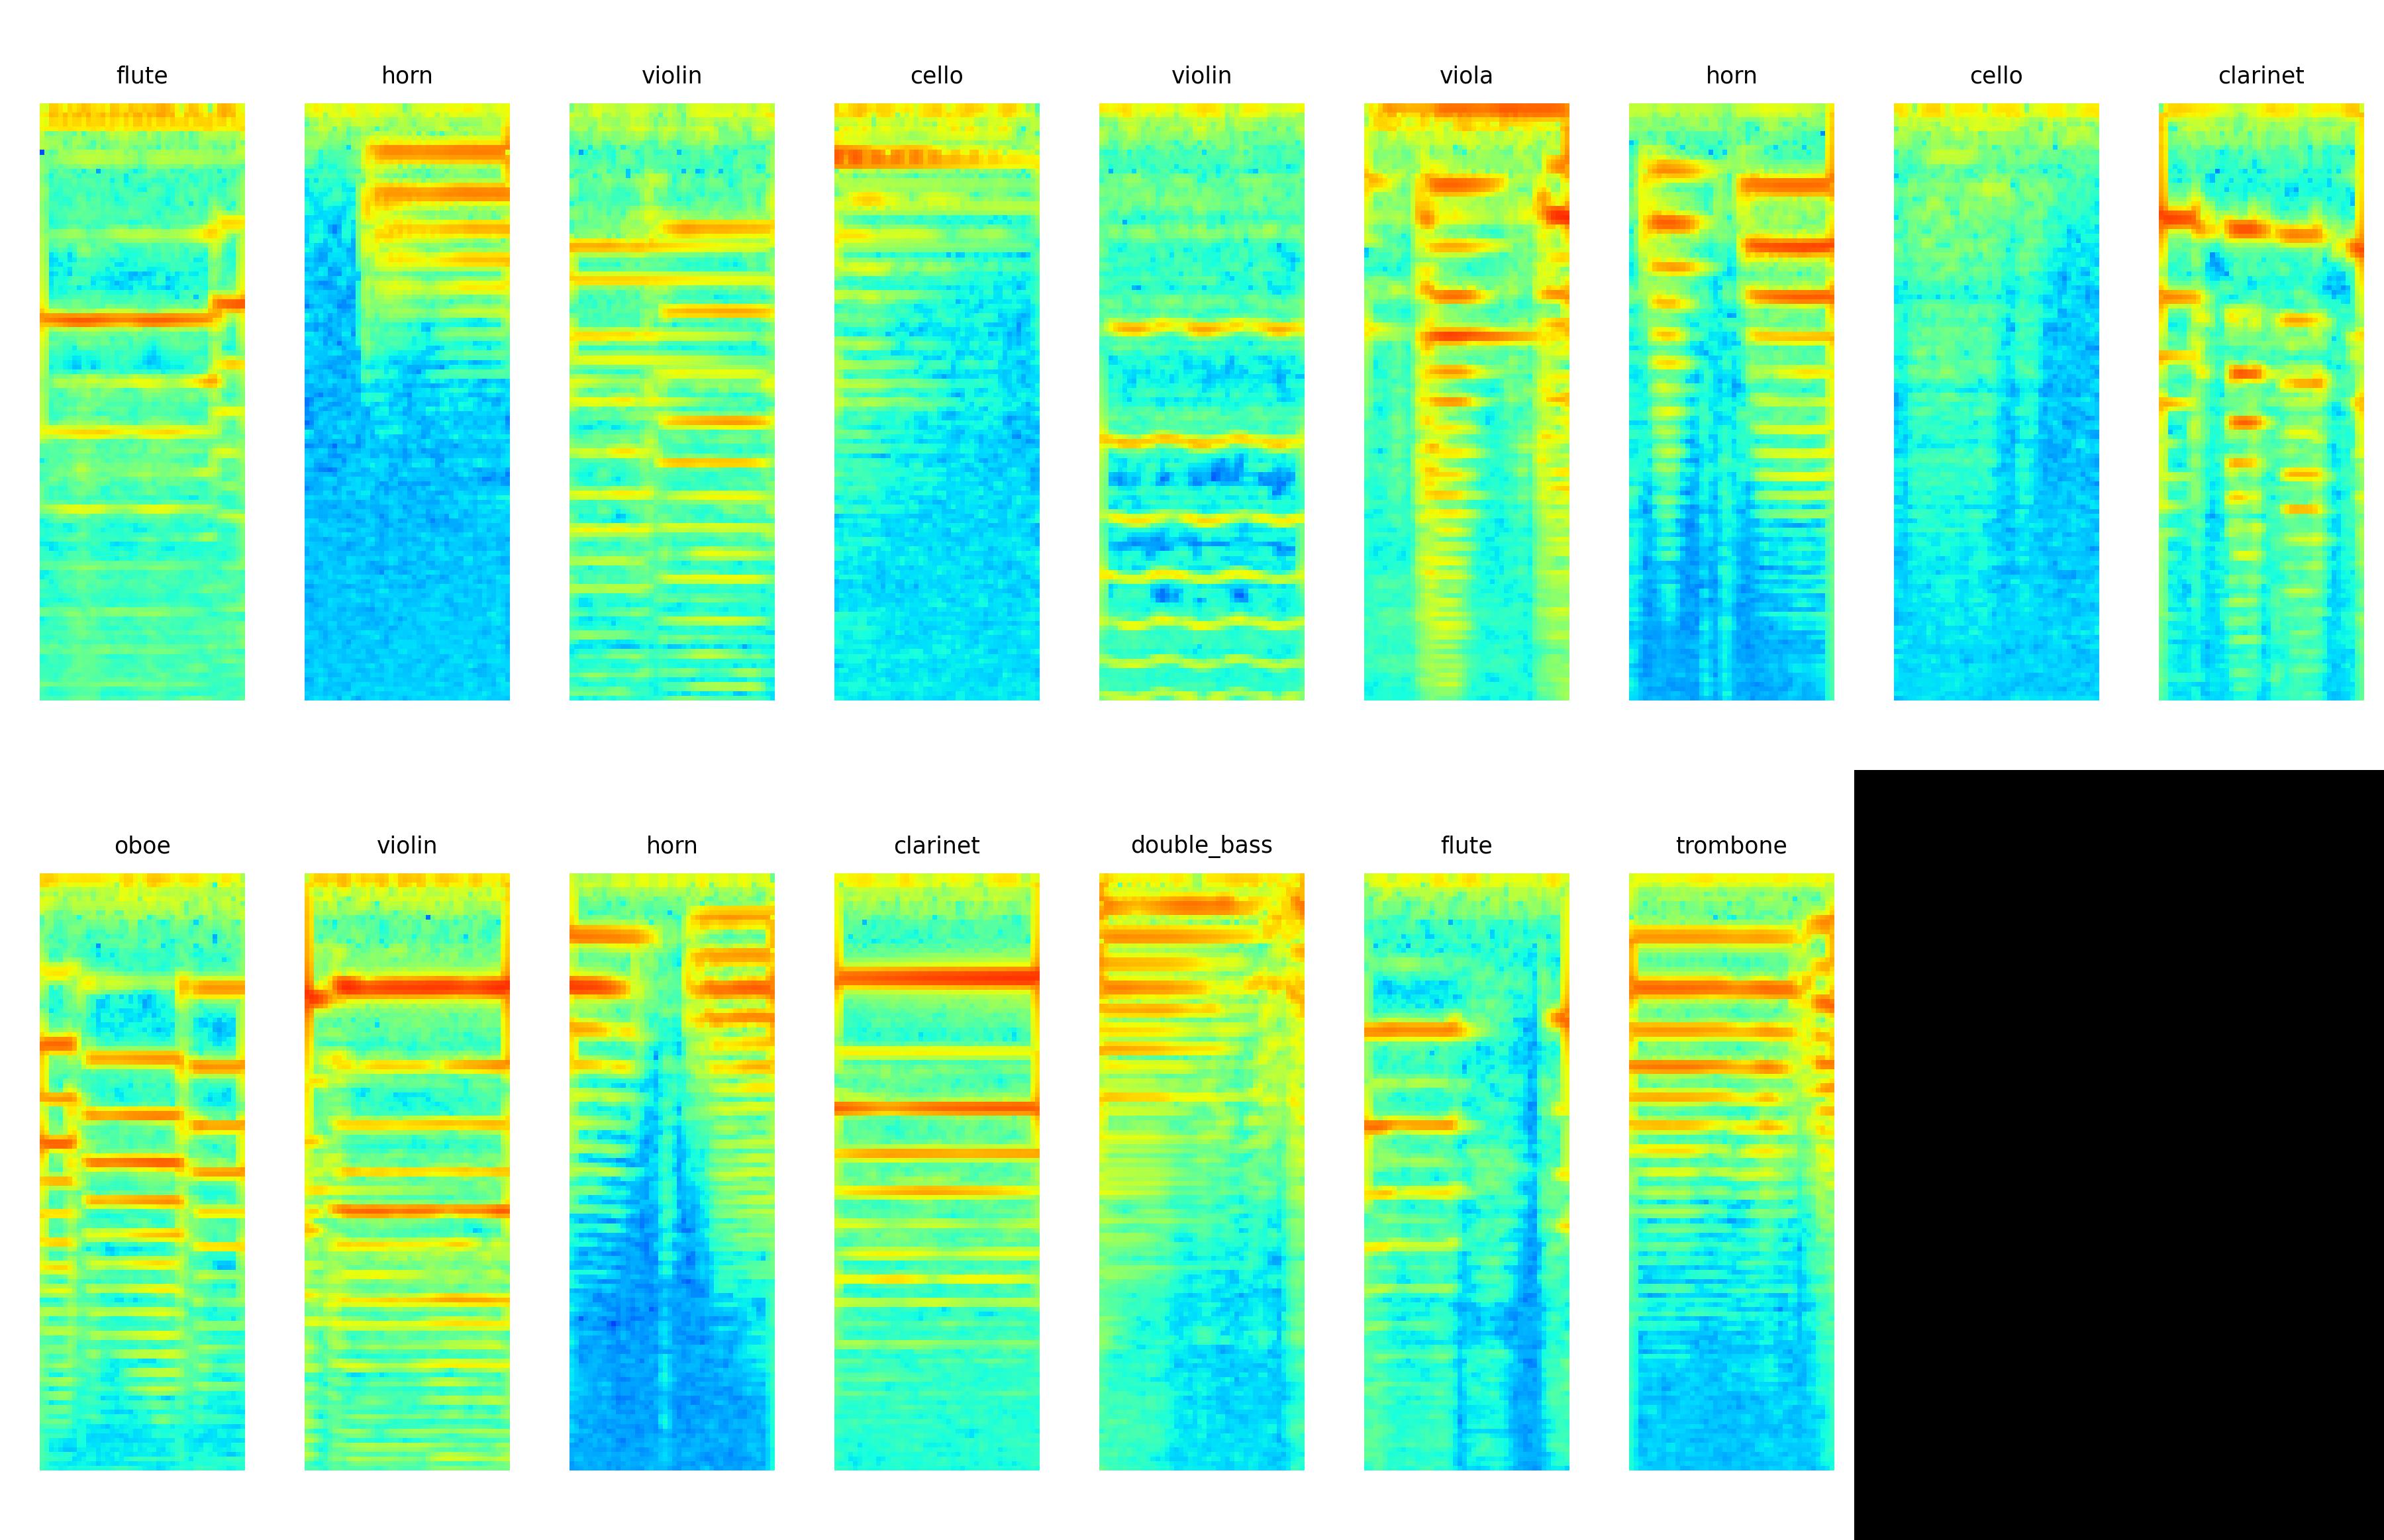 flute horn violin cello violin viola horn cello clarinet
oboe violin horn clarinet double_bass flute trombone